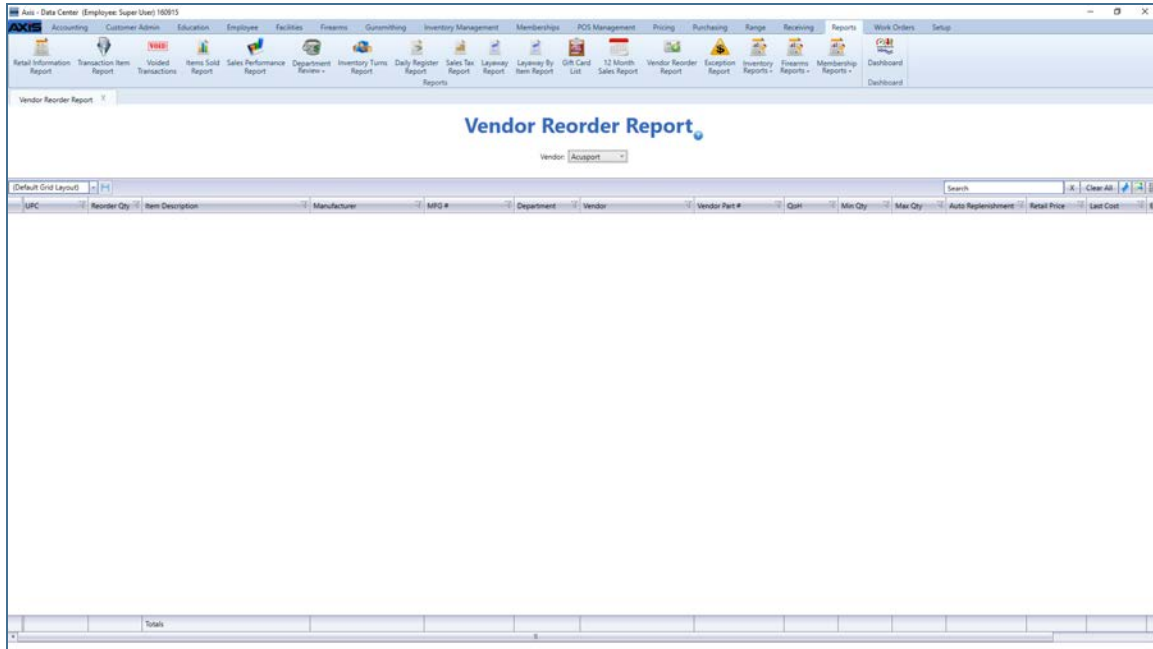 Axis - Data Center (Employee: Super User) 160915
AXIS Accounting Customer Admin Education Employee Facilities Firearms Gunsmithing Inventory Management Memberships POS Management Pricing Purchasing Range Receiving Reports Work Orders Setup
VOID
Retail Information Transaction Item Voided Items Sold Sales Performance Department Inventory Turns Daily Register Sales Tax Layaway Layaway By Gift Card 12 Month Vendor Reorder Exception Inventory Firearms Membership Dashboard
Report Report Transactions Report Report Review Report Report Report Report Item Report List Sales Report Report Report Reports Reports Reports
Reports Dashboard
Vendor Reorder Report X
Vendor Reorder Report
Vendor: Acusport
(Default Grid Layout) Search X Clear All
UPC Reorder Qty Item Description Manufacturer MFG # Department Vendor Vendor Part # QoH Min Qty Max Qty Auto Replenishment Retail Price Last Cost
Totals